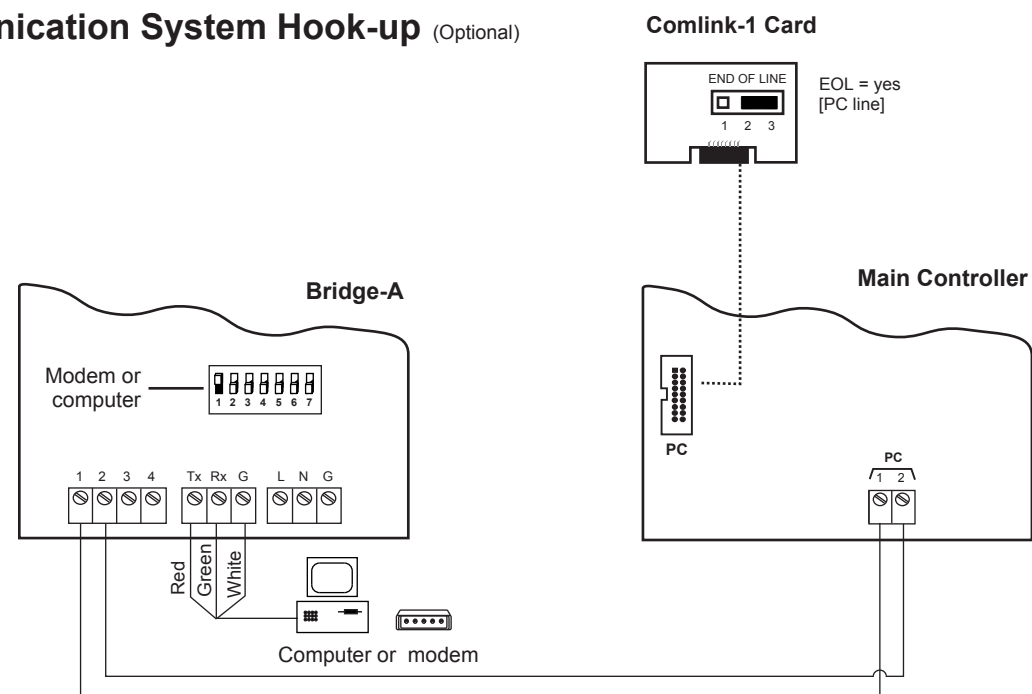 nication System Hook-up (Optional)
Comlink-1 Card
END OF LINE
1 2 3
EOL = yes
[PC line]
Bridge-A
Modem or
computer
1 2 3 4 5 6 7
1 2 3 4
Tx Rx G
L N G
Red
Green
White
Computer or modem
Main Controller
PC
PC
1 2